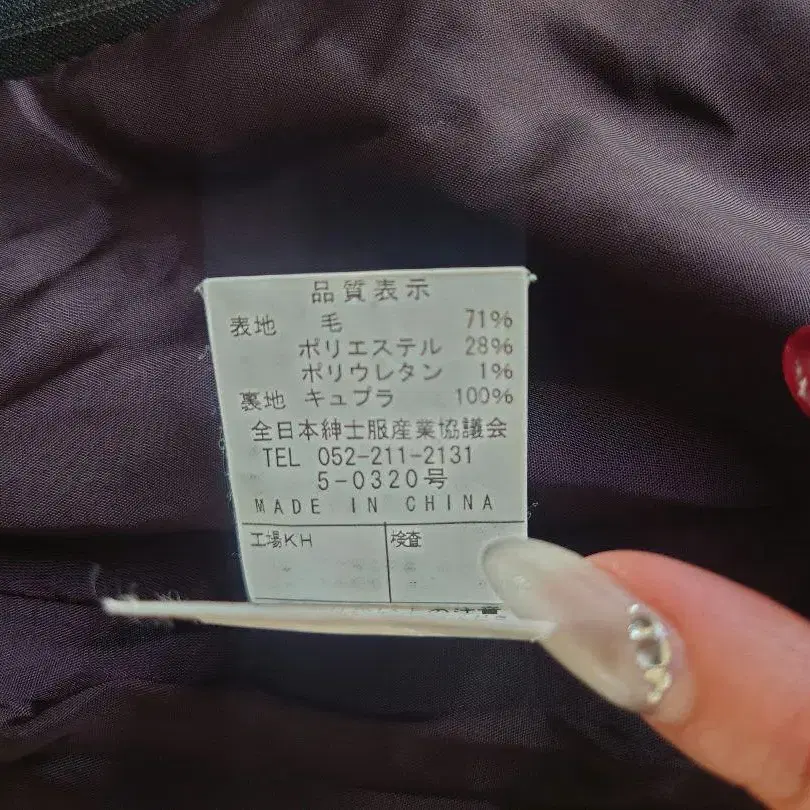 品質表示
表地 毛 71%
ポリエステル 28%
ポリウレタン 1%
裏地 キュプラ 100%
全日本紳士服産業協議会
TEL 052-211-2131
5-0320号
MADE IN CHINA
工場KH 検査
の注意